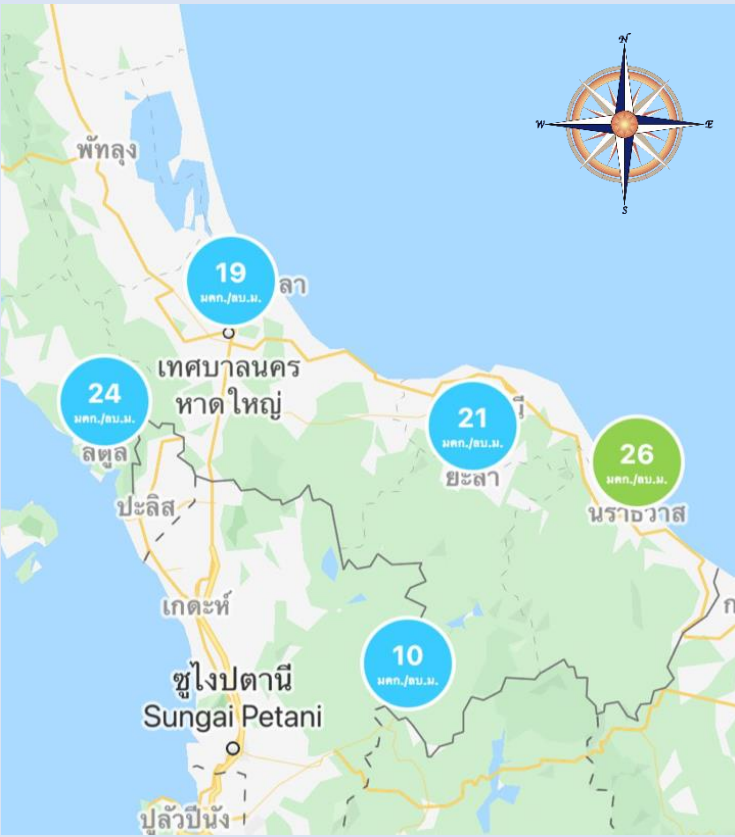 N
W
E
S
พัทลุง
19
มคก./ลบ.ม.
ลา
เทศบาลนคร
หาดใหญ่
24
มคก./ลบ.ม.
สตูล
21
มคก./ลบ.ม.
นี
ยะลา
26
มคก./ลบ.ม.
นราธิวาส
ปะลิส
เกดะห์
ก
10
มคก./ลบ.ม.
ซูไงปตานี
Sungai Petani
ปูลัวปีนัง